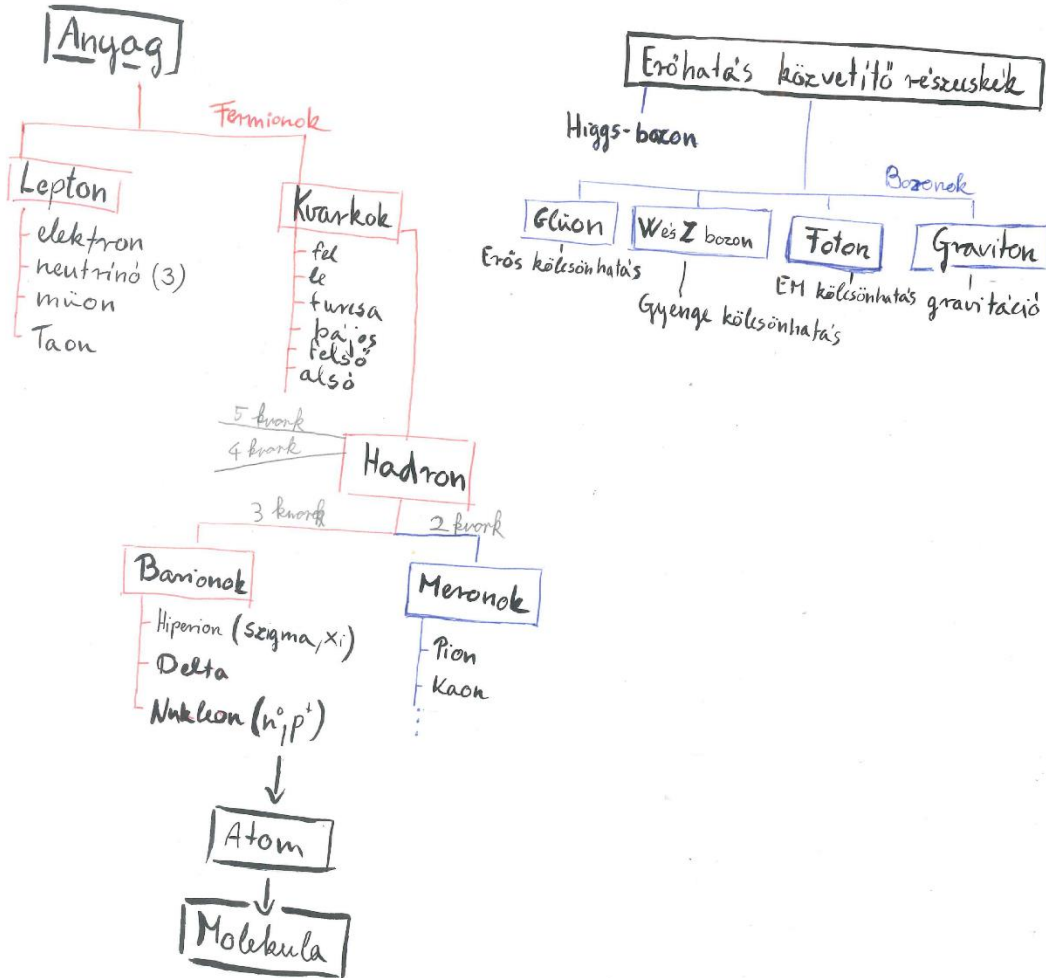 Anyag
Fermionok
Lepton
elektron
neutrínó (3)
müon
Taon
Kvarkok
fel
le
furcsa
bájos
felső
alsó
5 kvark
4 kvark
Hadron
3 kvark
2 kvark
Barionok
Hiperion (szigma, xi)
Delta
Nukleon (n°, p⁺)
Mezonok
Pion
Kaon
Atom
Molekula
Erőhatás közvetítő részecskék
Higgs-bozon
Bozonok
Glüon
Erős kölcsönhatás
W és Z bozon
Gyenge kölcsönhatás
Foton
EM kölcsönhatás
Graviton
gravitáció